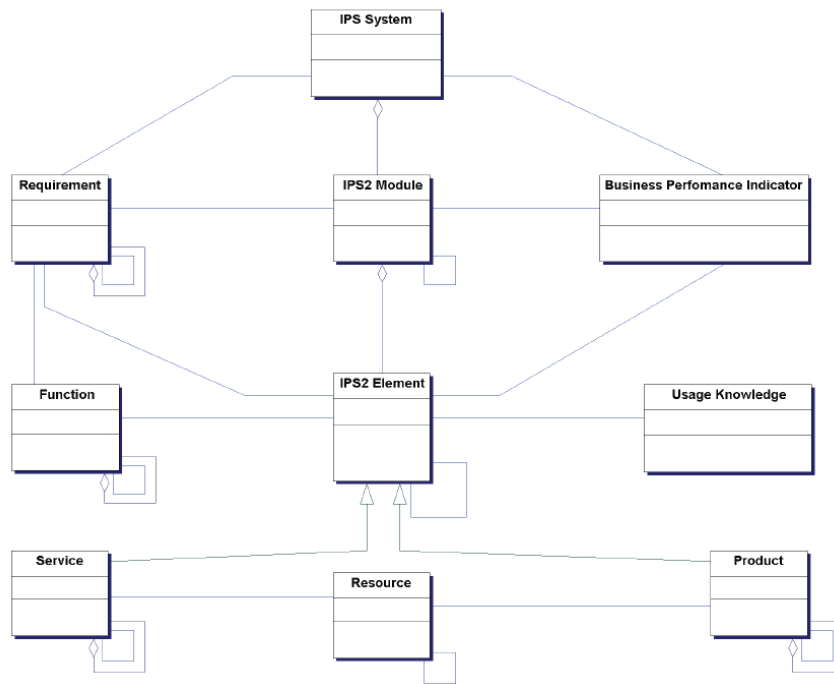 IPS System
Requirement
IPS2 Module
Business Perfomance Indicator
Function
IPS2 Element
Usage Knowledge
Service
Resource
Product